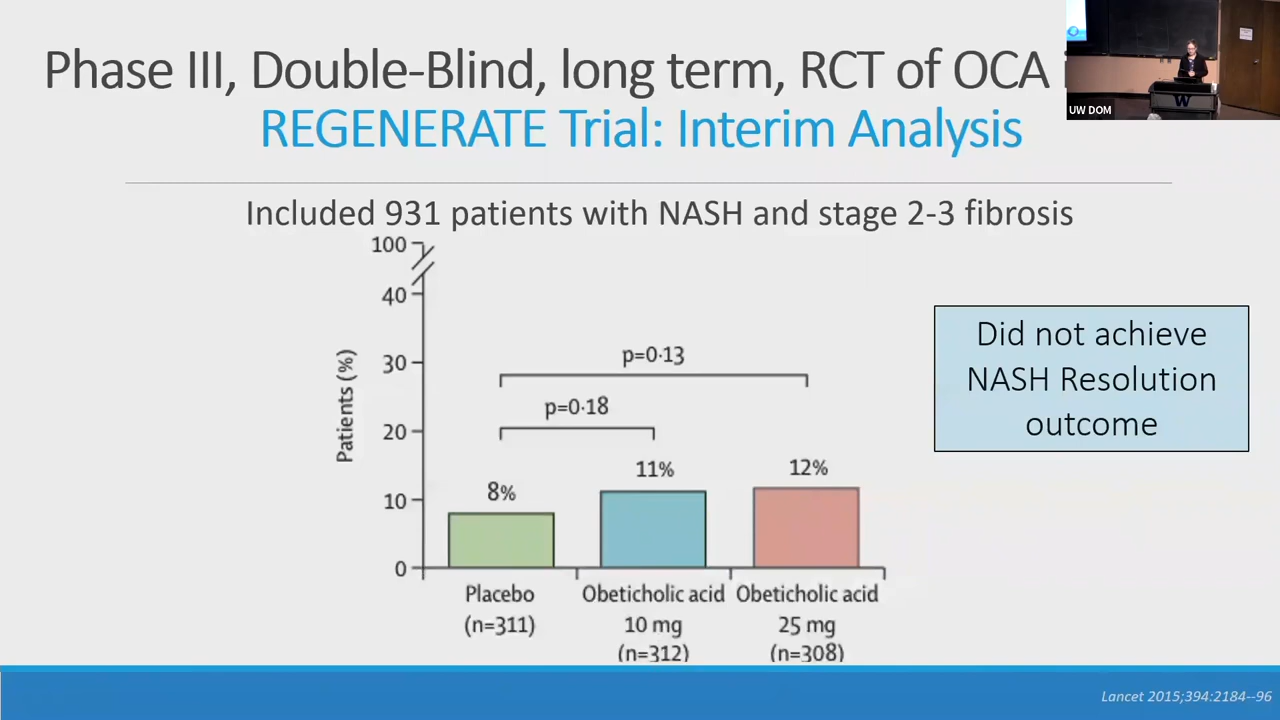 Phase III, Double-Blind, long term, RCT of OCA
REGENERATE Trial: Interim Analysis
UW DOM
W
Included 931 patients with NASH and stage 2-3 fibrosis
100
40
30
20
10
0
Patients (%)
p=0·13
p=0·18
8%
11%
12%
Placebo
(n=311)
Obeticholic acid
10 mg
(n=312)
Obeticholic acid
25 mg
(n=308)
Did not achieve
NASH Resolution
outcome
Lancet 2015;394:2184--96